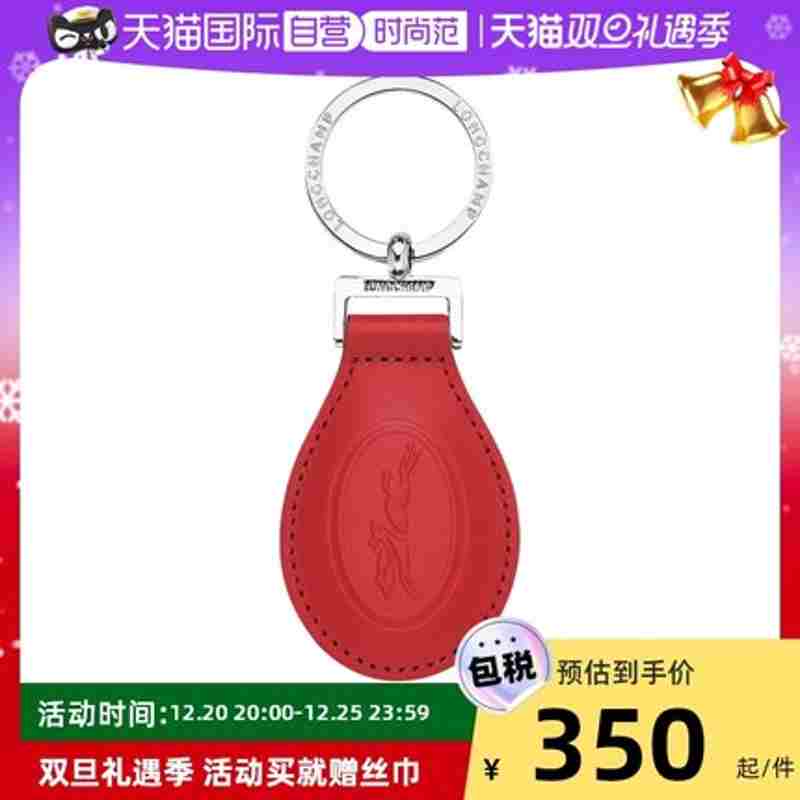 天猫国际 自营 时尚范 | 天猫双旦礼遇季
LONGCHAMP
LONGCHAMP
LONGCHAMP
包税
预估到手价
活动时间:12.20 20:00-12.25 23:59
¥ 350 起/件
双旦礼遇季 活动买就赠丝巾